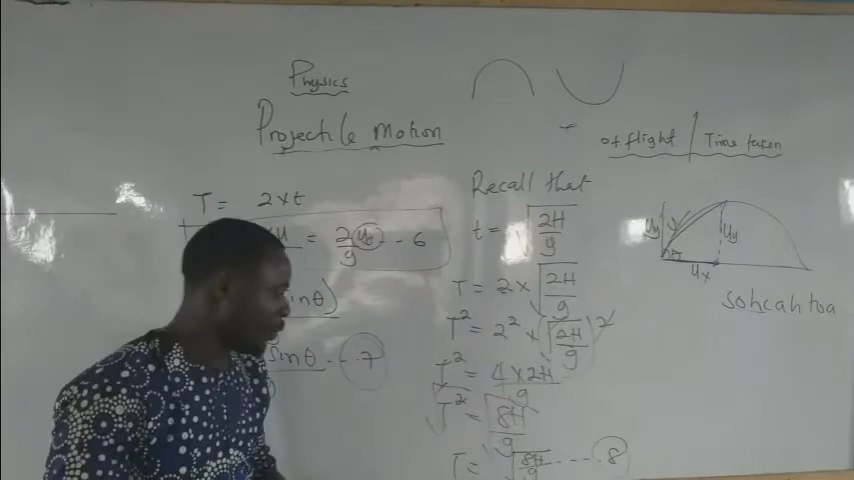 Physics
Projectile Motion
of flight / Time taken
T = 2xt
= 2uy/g -- 6
inθ)
sinθ -- 7
Recall that
t = √2H/g
T = 2 x √2H/g
T² = 2² x (√2H/g)²
T² = 4 x 2H/g
√T² = √8H/g
T = √8H/g ---- 8
uy
uy
ux
sohcahtoa